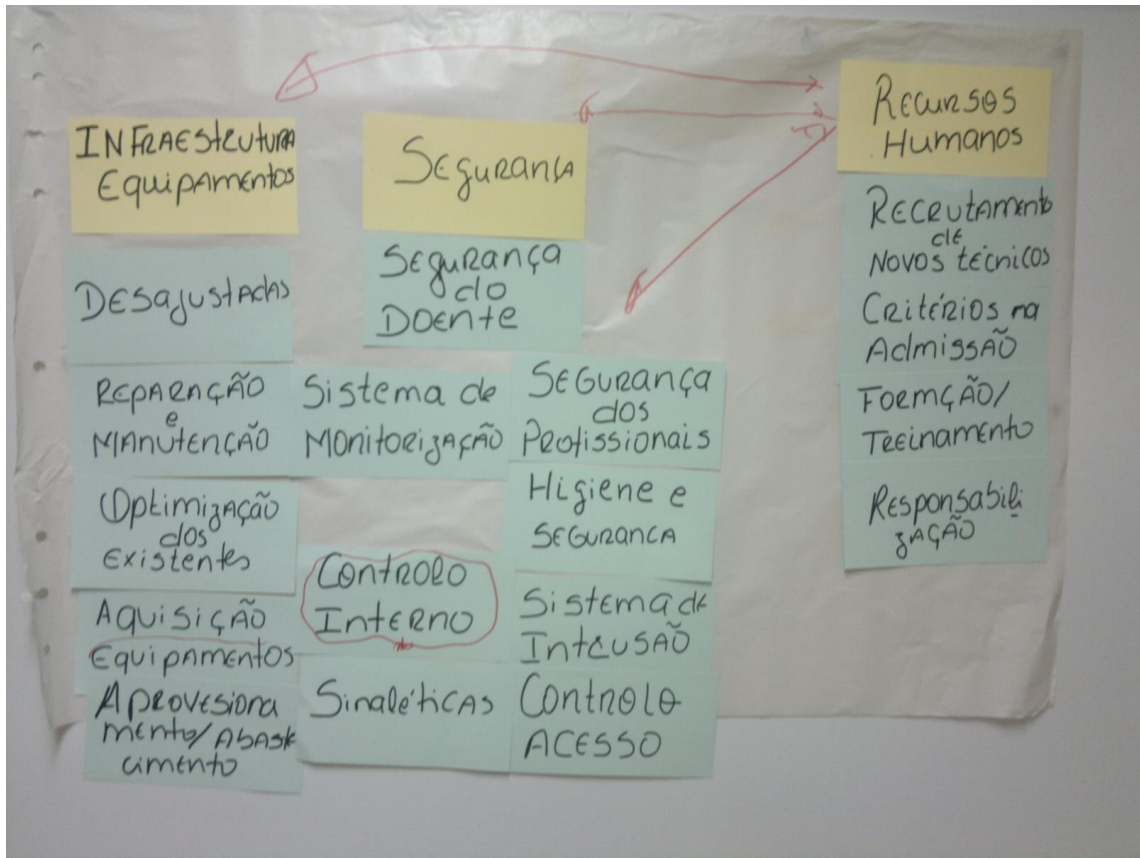 INFRAEstRutuRA
EquipAmentos
DesajustAdas
REpARAçÃO
e
MAnutenção
Optimização
dos
Existentes
AquisiçÃO
Equipamentos
Aprovisiona
mento/Abaste
cimento
SEguRança
Segurança
do
Doente
Sistema de
Monitorização
Controlo
Interno
Sinaléticas
Segurança
dos
Profissionais
Higiene e
Seguranca
Sistema de
Intrusão
Controlo
Acesso
Recursos
Humanos
Recrutamento
de
Novos técnicos
Critérios na
Admissão
Formção/
Treinamento
Responsabili
zação